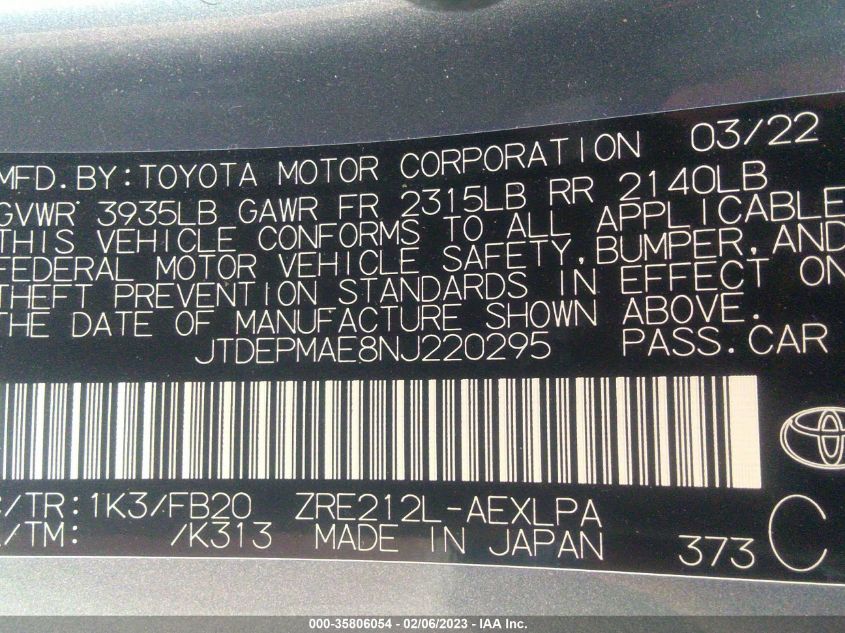 MFD. BY: TOYOTA MOTOR CORPORATION 03/22
GVWR 3935LB GAWR FR 2315LB RR 2140LB
THIS VEHICLE CONFORMS TO ALL APPLICABLE
FEDERAL MOTOR VEHICLE SAFETY, BUMPER, AND
THEFT PREVENTION STANDARDS IN EFFECT ON
THE DATE OF MANUFACTURE SHOWN ABOVE.
JTDEPMAE8NJ220295 PASS. CAR
C/TR: 1K3/FB20 ZRE212L-AEXLPA
/TM: /K313 MADE IN JAPAN 373 C
000-35806054 - 02/06/2023 - IAA Inc.